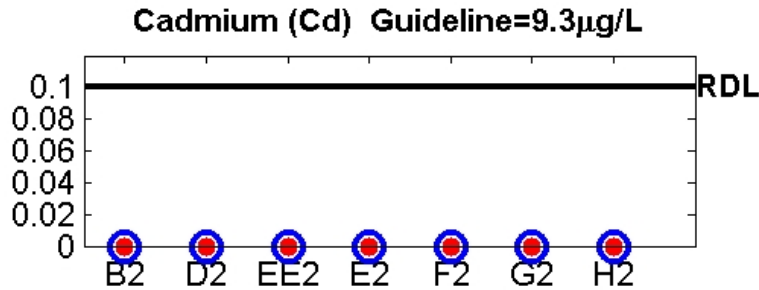 Cadmium (Cd) Guideline=9.3µg/L
0.1
RDL
0.08
0.06
0.04
0.02
0
B2 D2 EE2 E2 F2 G2 H2